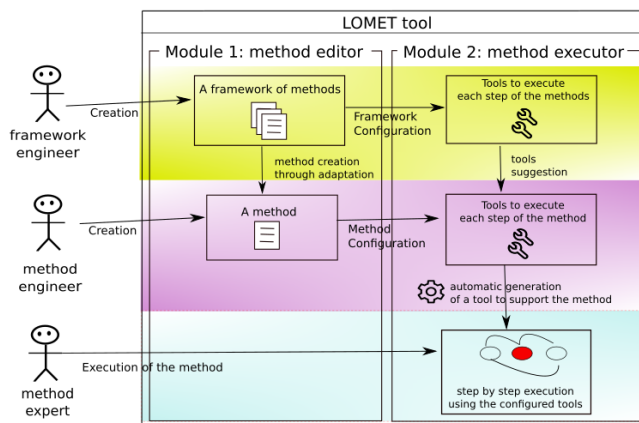 LOMET tool
Module 1: method editor
Module 2: method executor
framework
engineer
Creation
A framework of methods
Framework
Configuration
Tools to execute
each step of the methods
method creation
through adaptation
tools
suggestion
method
engineer
Creation
A method
Method
Configuration
Tools to execute
each step of the method
automatic generation
of a tool to support the method
method
expert
Execution of the method
step by step execution
using the configured tools